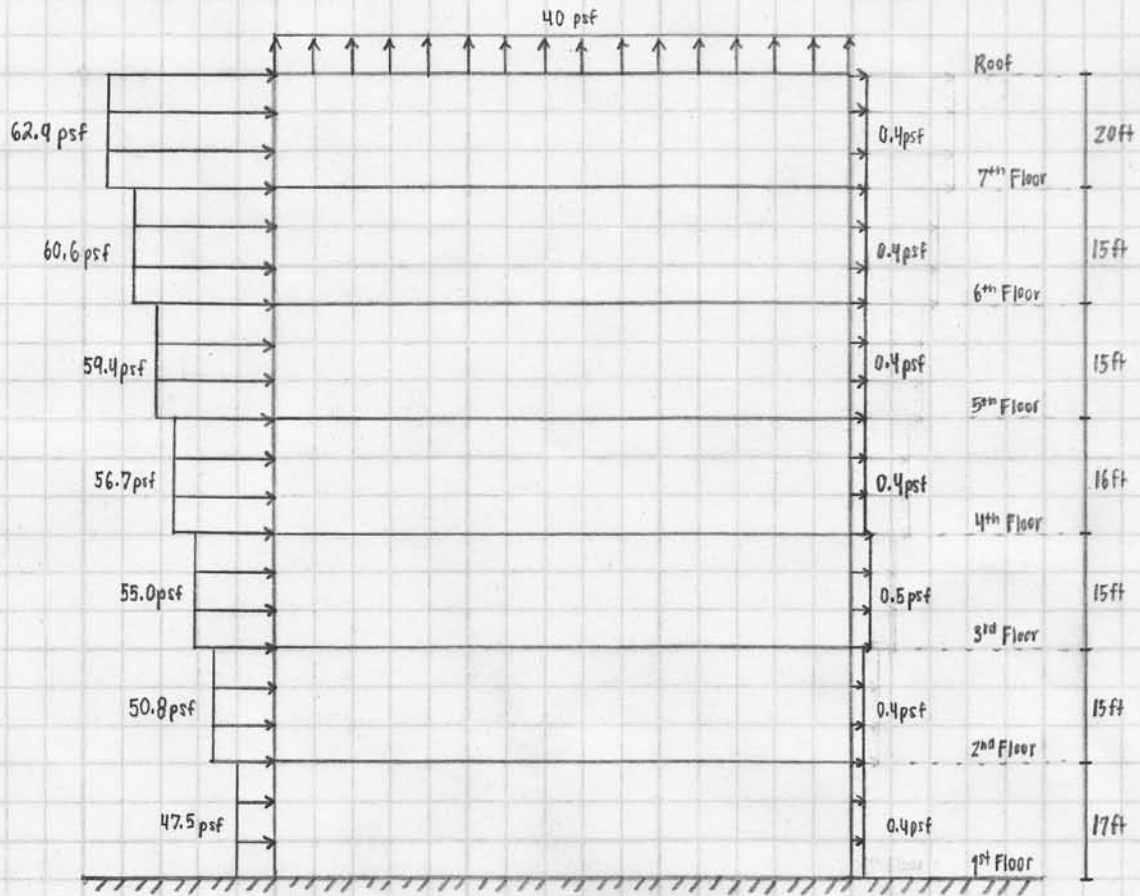 40 psf
Roof
62.9 psf
0.4psf
20ft
7th Floor
60.6 psf
0.4psf
15ft
6th Floor
59.4psf
0.4psf
15ft
5th Floor
56.7psf
0.4psf
16ft
4th Floor
55.0psf
0.5psf
15ft
3rd Floor
50.8psf
0.4psf
15ft
2nd Floor
47.5psf
0.4psf
17ft
1st Floor